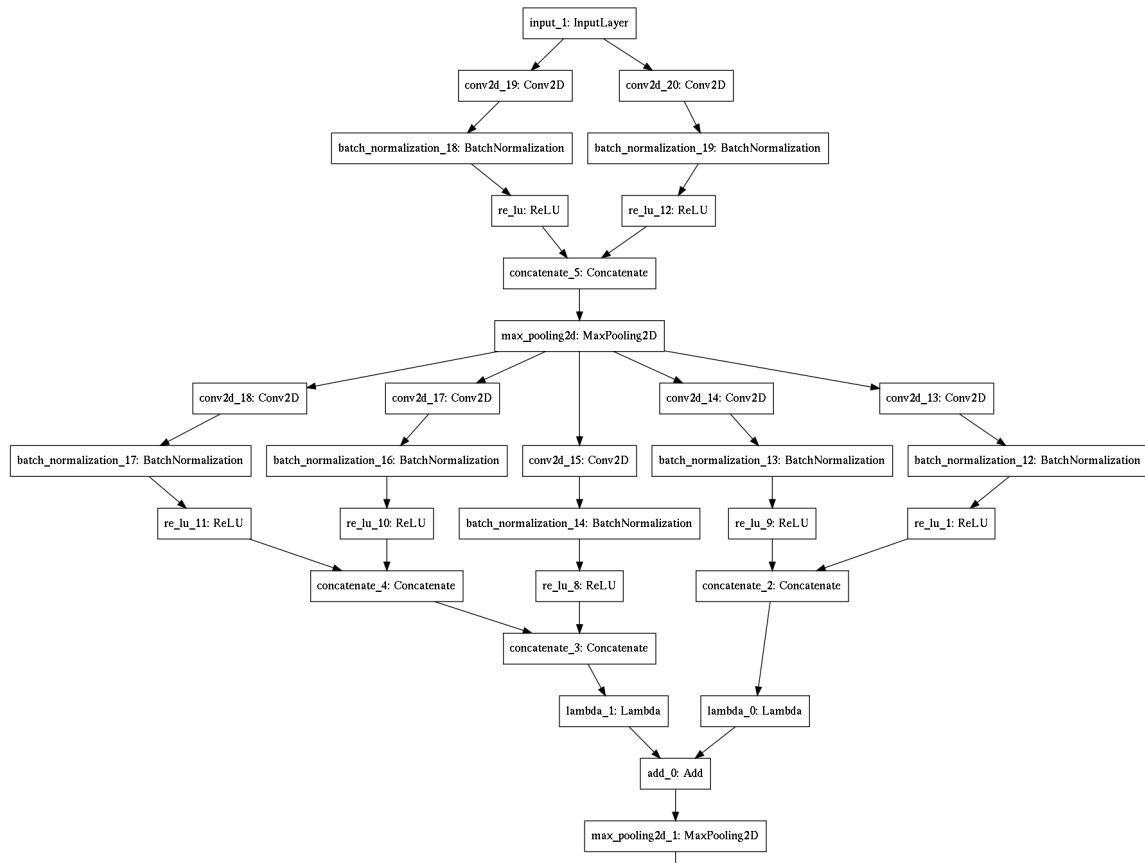 input_1: InputLayer
conv2d_19: Conv2D
conv2d_20: Conv2D
batch_normalization_18: BatchNormalization
batch_normalization_19: BatchNormalization
re_lu: ReLU
re_lu_12: ReLU
concatenate_5: Concatenate
max_pooling2d: MaxPooling2D
conv2d_18: Conv2D
conv2d_17: Conv2D
conv2d_14: Conv2D
conv2d_13: Conv2D
batch_normalization_17: BatchNormalization
batch_normalization_16: BatchNormalization
conv2d_15: Conv2D
batch_normalization_13: BatchNormalization
batch_normalization_12: BatchNormalization
re_lu_11: ReLU
re_lu_10: ReLU
batch_normalization_14: BatchNormalization
re_lu_9: ReLU
re_lu_1: ReLU
concatenate_4: Concatenate
re_lu_8: ReLU
concatenate_2: Concatenate
concatenate_3: Concatenate
lambda_1: Lambda
lambda_0: Lambda
add_0: Add
max_pooling2d_1: MaxPooling2D